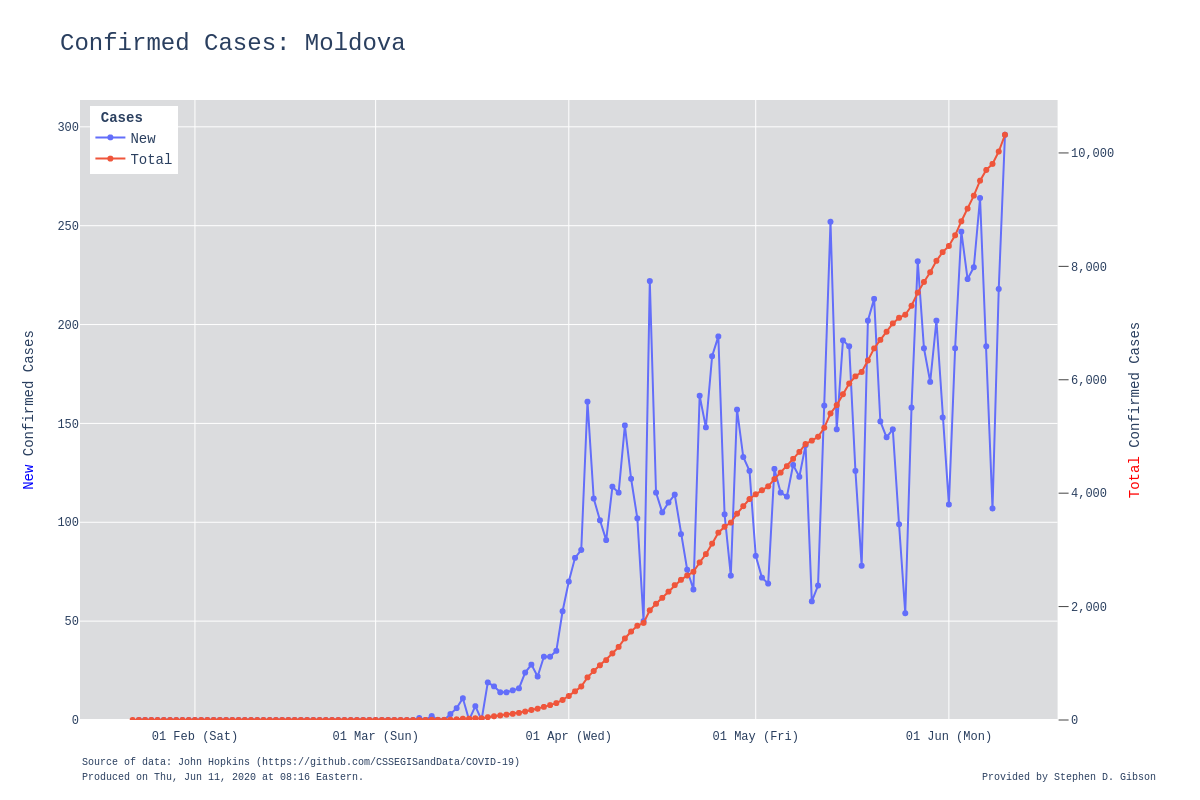 Confirmed Cases: Moldova
Cases
New
Total
300
250
200
150
100
50
0
10,000
8,000
6,000
4,000
2,000
0
New Confirmed Cases
Total Confirmed Cases
01 Feb (Sat)
01 Mar (Sun)
01 Apr (Wed)
01 May (Fri)
01 Jun (Mon)
Source of data: John Hopkins (https://github.com/CSSEGISandData/COVID-19)
Produced on Thu, Jun 11, 2020 at 08:16 Eastern.
Provided by Stephen D. Gibson